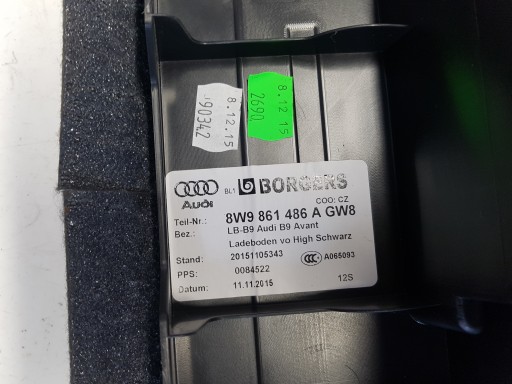 8.12.15
090342
8.12 15
2690
Audi
BL1 BORGERS
COO: CZ
Teil-Nr.: 8W9 861 486 A GW8
Bez.: LB-B9 Audi B9 Avant
Ladeboden vo High Schwarz
Stand: 20151105343
CCC A065093
PPS: 0084522
Datum: 11.11.2015 12S